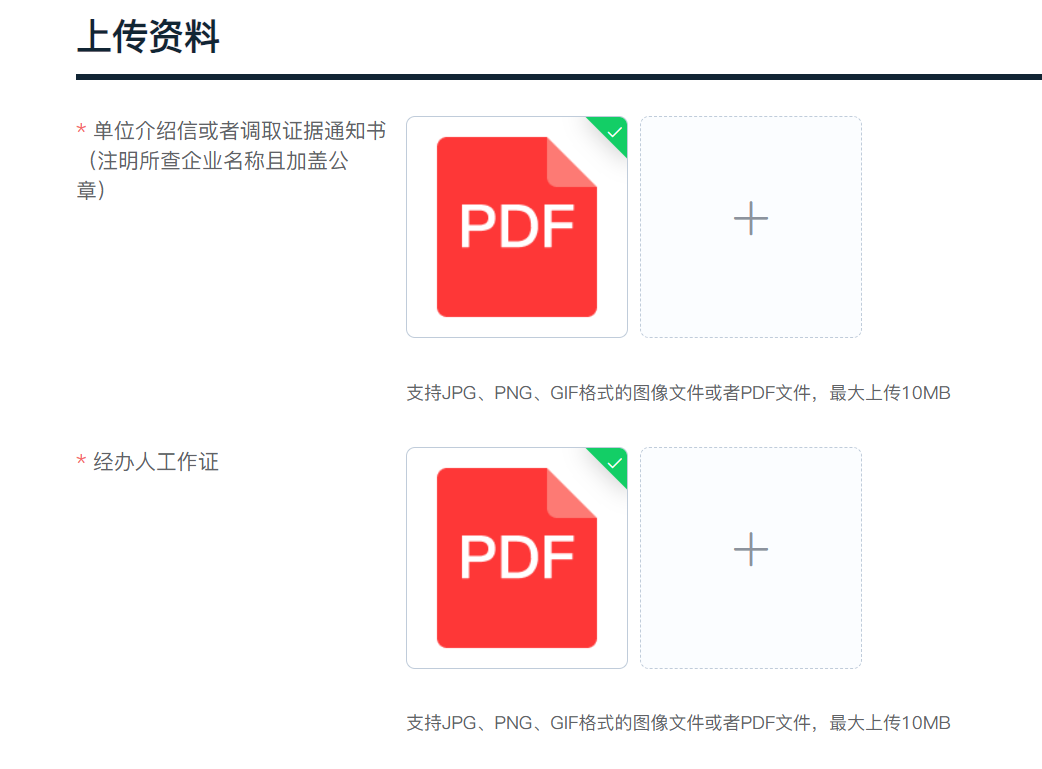 上传资料
* 单位介绍信或者调取证据通知书
（注明所查企业名称且加盖公
章）
PDF
支持JPG、PNG、GIF格式的图像文件或者PDF文件，最大上传10MB
* 经办人工作证
PDF
支持JPG、PNG、GIF格式的图像文件或者PDF文件，最大上传10MB